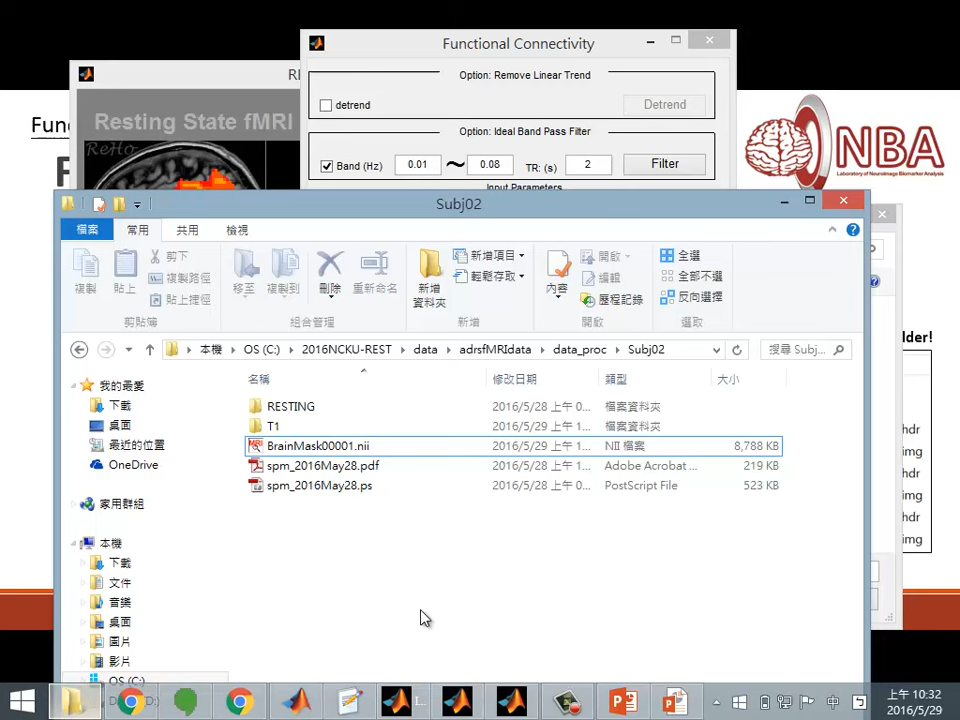 Functional Connectivity
Option: Remove Linear Trend
detrend
Detrend
Option: Ideal Band Pass Filter
Band (Hz) 0.01 ~ 0.08 TR: (s) 2 Filter
Input Parameters
Resting State fMRI
ReHo
NBA
Laboratory of Neuroimage Biomarker Analysis
Subj02
檔案 常用 共用 檢視
複製
貼上
剪下
複製路徑
貼上捷徑
剪貼簿
移至
複製到
刪除
重新命名
組合管理
新增
資料夾
新增項目
輕鬆存取
新增
內容
開啟
編輯
歷程記錄
開啟
全選
全部不選
反向選擇
選取
本機 OS (C:) 2016NCKU-REST data adrsfMRIdata data_proc Subj02
搜尋 Subj...
名稱 修改日期 類型 大小
RESTING 2016/5/28 上午 0... 檔案資料夾
T1 2016/5/28 上午 0... 檔案資料夾
BrainMask00001.nii 2016/5/29 上午 1... NII 檔案 8,788 KB
spm_2016May28.pdf 2016/5/28 上午 1... Adobe Acrobat ... 219 KB
spm_2016May28.ps 2016/5/28 上午 0... PostScript File 523 KB
我的最愛
下載
桌面
最近的位置
OneDrive
家用群組
本機
下載
文件
音樂
桌面
圖片
影片
OS (C:)
hdr
img
hdr
img
hdr
img
中
上午 10:32
2016/5/29